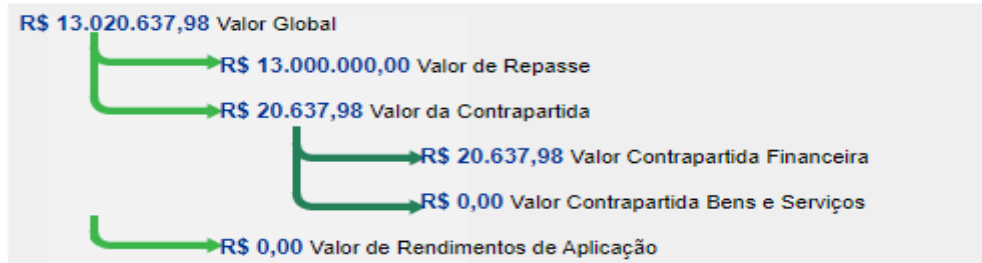 R$ 13.020.637,98 Valor Global
R$ 13.000.000,00 Valor de Repasse
R$ 20.637,98 Valor da Contrapartida
R$ 20.637,98 Valor Contrapartida Financeira
R$ 0,00 Valor Contrapartida Bens e Serviços
R$ 0,00 Valor de Rendimentos de Aplicação